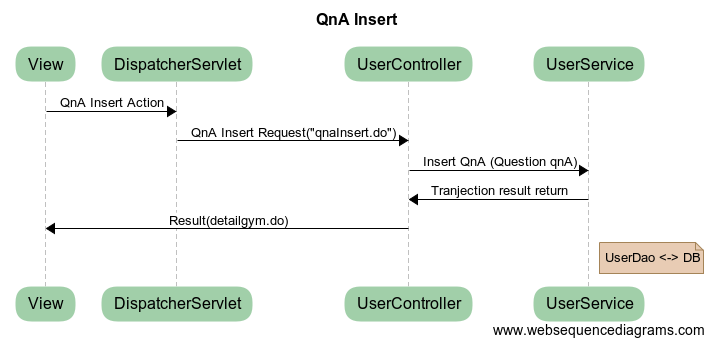 QnA Insert
View DispatcherServlet UserController UserService
QnA Insert Action
QnA Insert Request("qnaInsert.do")
Insert QnA (Question qnA)
Tranjection result return
Result(detailgym.do)
UserDao <-> DB
View DispatcherServlet UserController UserService
www.websequencediagrams.com